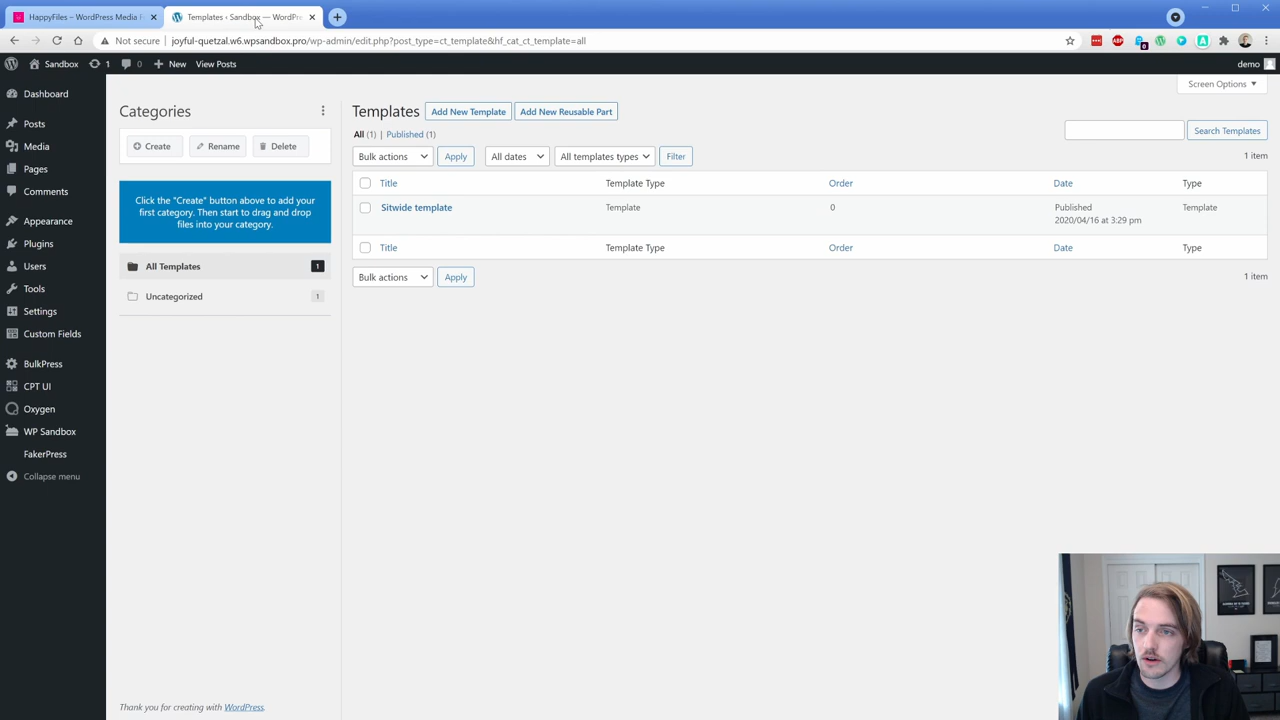 HappyFiles – WordPress Media F
Templates ‹ Sandbox — WordPre
Not secure
joyful-quetzal.w6.wpsandbox.pro/wp-admin/edit.php?post_type=ct_template&hf_cat_ct_template=all
Sandbox
1
0
New
View Posts
demo
Screen Options
Dashboard
Posts
Media
Pages
Comments
Appearance
Plugins
Users
Tools
Settings
Custom Fields
BulkPress
CPT UI
Oxygen
WP Sandbox
FakerPress
Collapse menu
Categories
Create
Rename
Delete
Click the "Create" button above to add your
first category. Then start to drag and drop
files into your category.
All Templates 1
Uncategorized 1
Templates
Add New Template
Add New Reusable Part
All (1) | Published (1)
Search Templates
Bulk actions
Apply
All dates
All templates types
Filter
1 item
Title Template Type Order Date Type
Sitwide template Template 0 Published Template
2020/04/16 at 3:29 pm
Title Template Type Order Date Type
Bulk actions
Apply
1 item
Thank you for creating with WordPress.